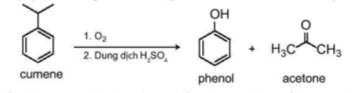 OH
1. O₂
O
2. Dung dịch H₂SO₄
+
H₃C
CH₃
cumene
phenol
acetone